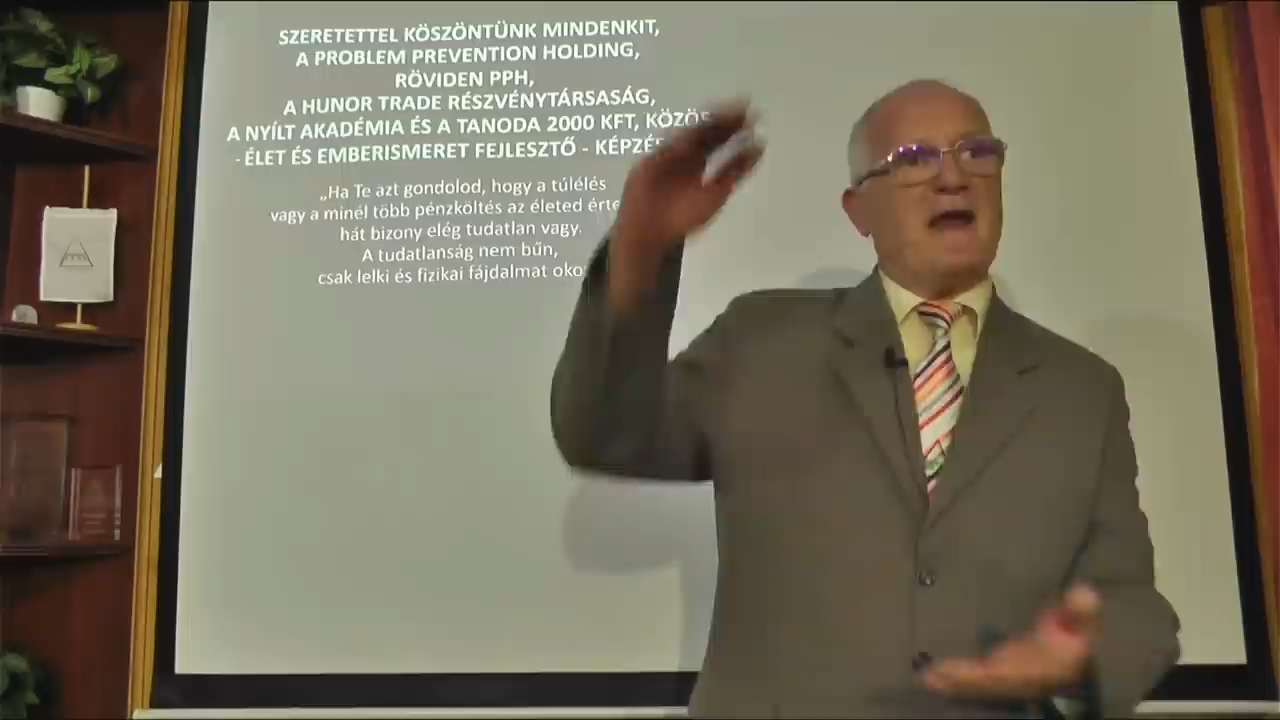 SZERETETTEL KÖSZÖNTÜNK MINDENKIT,
A PROBLEM PREVENTION HOLDING,
RÖVIDEN PPH,
A HUNOR TRADE RÉSZVÉNYTÁRSASÁG,
A NYÍLT AKADÉMIA ÉS A TANODA 2000 KFT,
- ÉLET ÉS EMBERISMERET FEJLESZTŐ -
„Ha Te azt gondolod, hogy a túlélés
vagy a minél több pénzköltés az életed
hát bizony elég tudatlan vagy.
A tudatlanság nem bűn,
csak lelki és fizikai fájdalmat